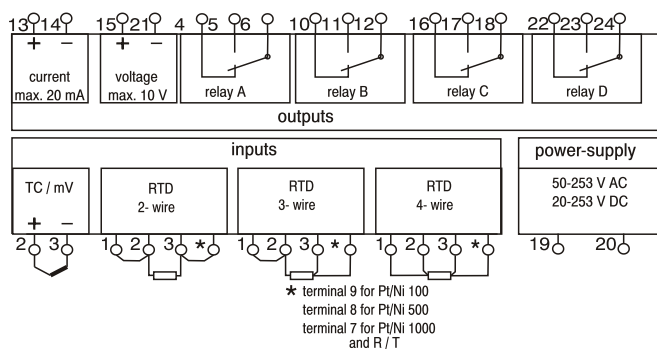 13 14 15 21 4 5 6 10 11 12 16 17 18 22 23 24
+ − + −
current max. 20 mA
voltage max. 10 V
relay A
relay B
relay C
relay D
outputs
inputs
power-supply
TC / mV
+ −
RTD
2- wire
RTD
3- wire
RTD
4- wire
50-253 V AC
20-253 V DC
2 3 1 2 3 * 1 2 3 * 1 2 3 * 19 20
* terminal 9 for Pt/Ni 100
terminal 8 for Pt/Ni 500
terminal 7 for Pt/Ni 1000
and R / T